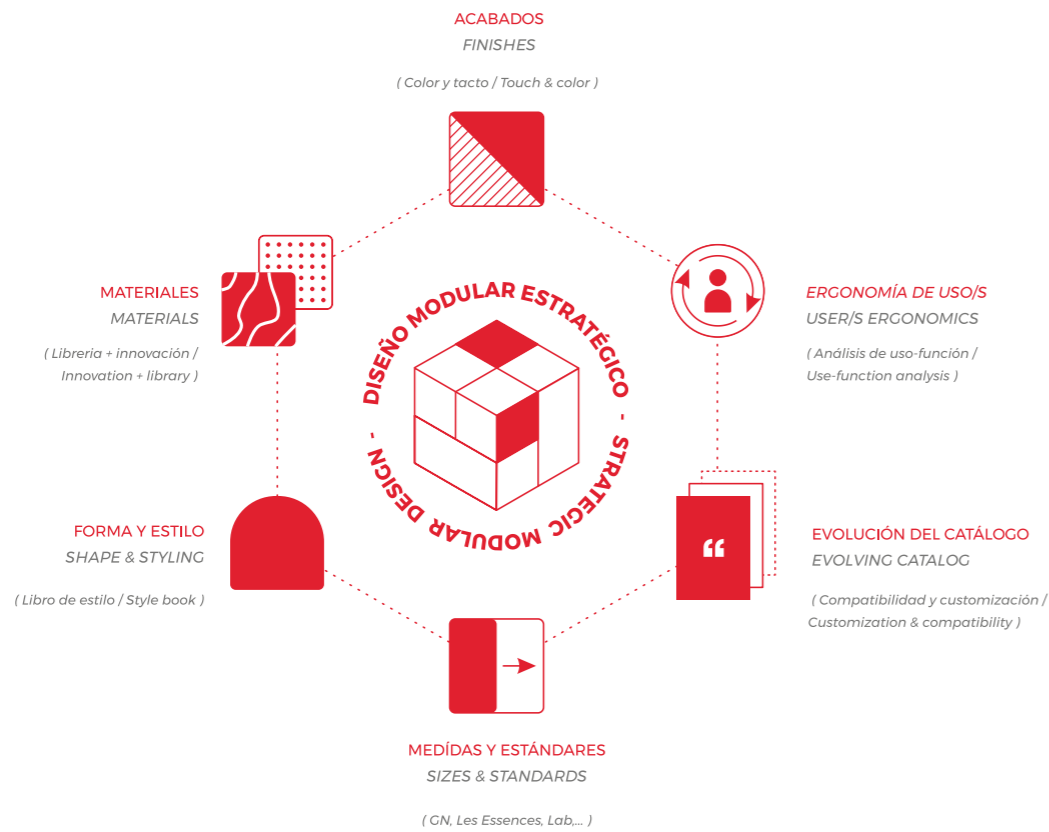 ACABADOS
FINISHES
( Color y tacto / Touch & color )
MATERIALES
MATERIALS
( Libreria + innovación /
Innovation + library )
ERGONOMÍA DE USO/S
USER/S ERGONOMICS
( Análisis de uso-función /
Use-function analysis )
DISEÑO MODULAR ESTRATÉGICO - STRATEGIC MODULAR DESIGN -
FORMA Y ESTILO
SHAPE & STYLING
( Libro de estilo / Style book )
“
EVOLUCIÓN DEL CATÁLOGO
EVOLVING CATALOG
( Compatibilidad y customización /
Customization & compatibility )
MEDÍDAS Y ESTÁNDARES
SIZES & STANDARDS
( GN, Les Essences, Lab,... )